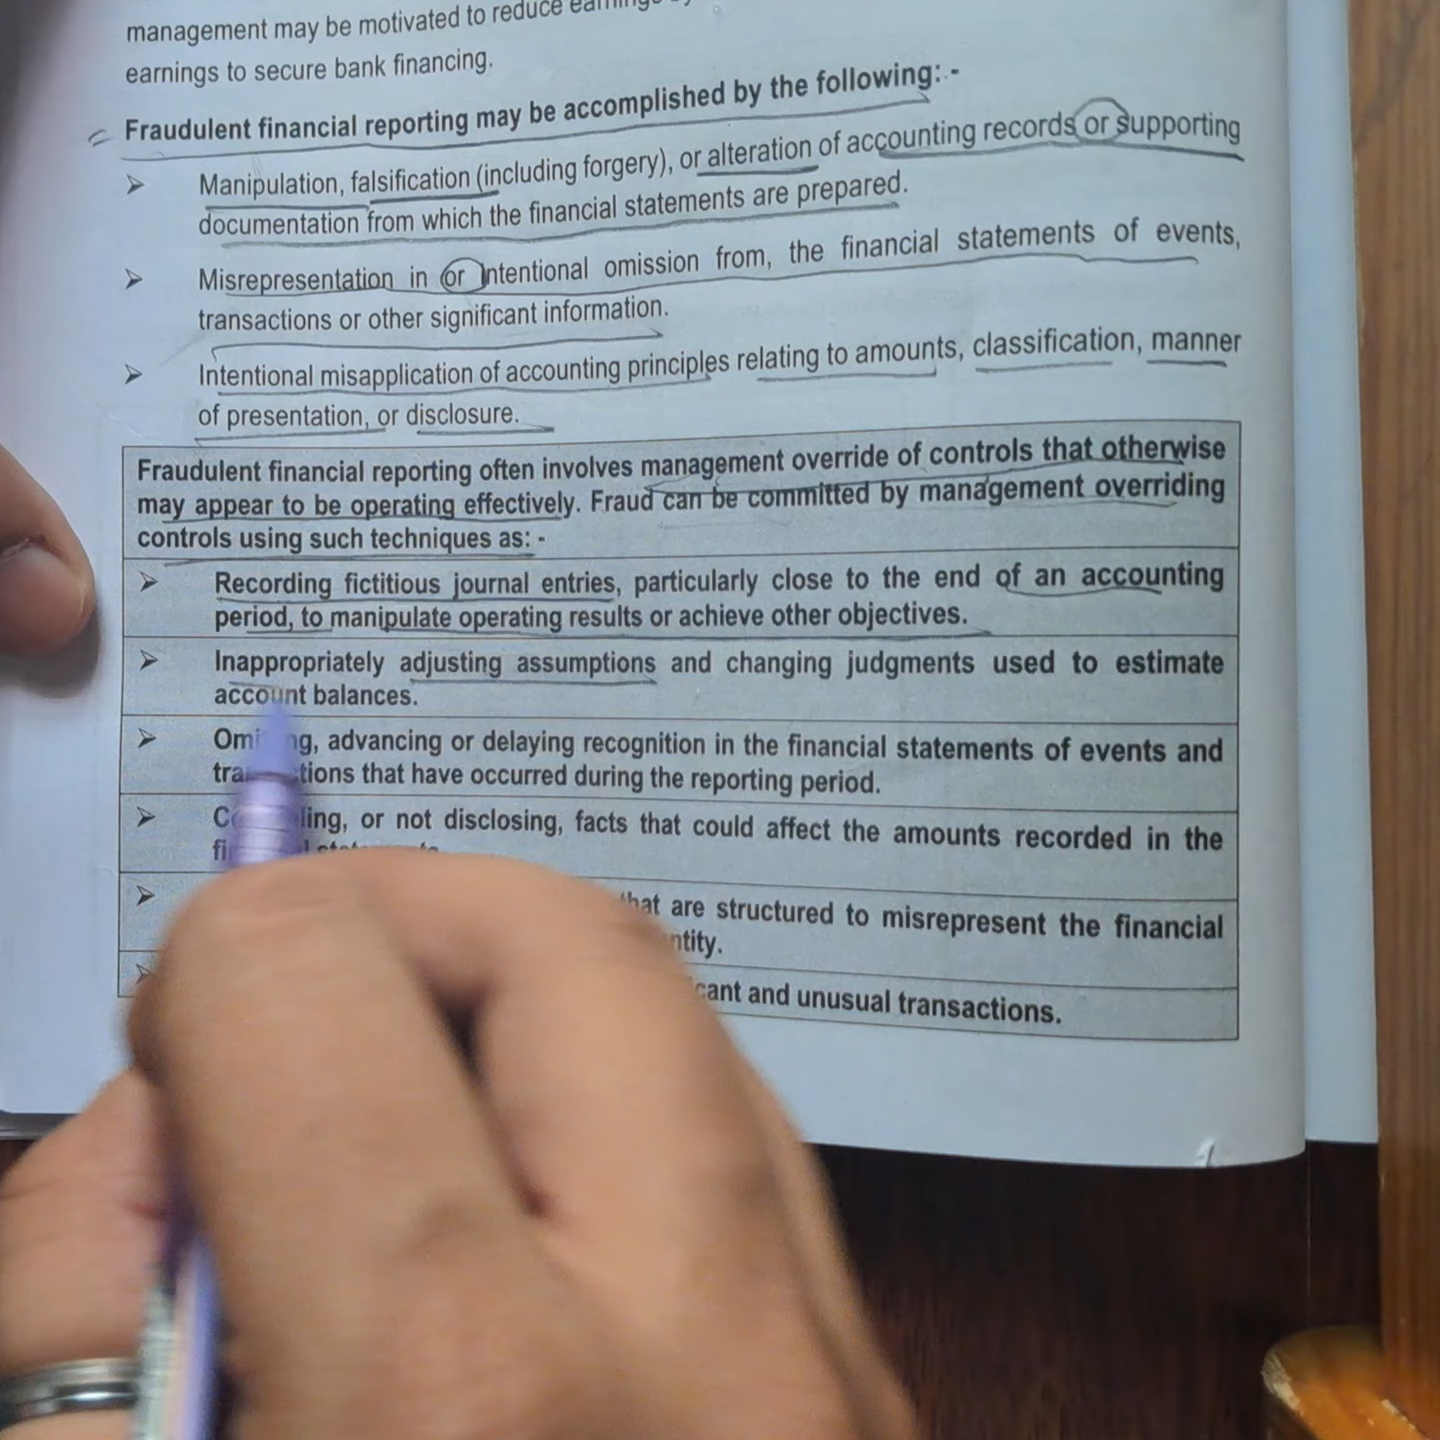 management may be motivated to reduce earnings
earnings to secure bank financing.
Fraudulent financial reporting may be accomplished by the following: -
➢ Manipulation, falsification (including forgery), or alteration of accounting records or supporting
documentation from which the financial statements are prepared.
➢ Misrepresentation in or intentional omission from, the financial statements of events,
transactions or other significant information.
➢ Intentional misapplication of accounting principles relating to amounts, classification, manner
of presentation, or disclosure.
Fraudulent financial reporting often involves management override of controls that otherwise
may appear to be operating effectively. Fraud can be committed by management overriding
controls using such techniques as: -
➢ Recording fictitious journal entries, particularly close to the end of an accounting
period, to manipulate operating results or achieve other objectives.
➢ Inappropriately adjusting assumptions and changing judgments used to estimate
account balances.
➢ advancing or delaying recognition in the financial statements of events and
that have occurred during the reporting period.
➢ or not disclosing, facts that could affect the amounts recorded in the
➢ that are structured to misrepresent the financial
➢ and unusual transactions.